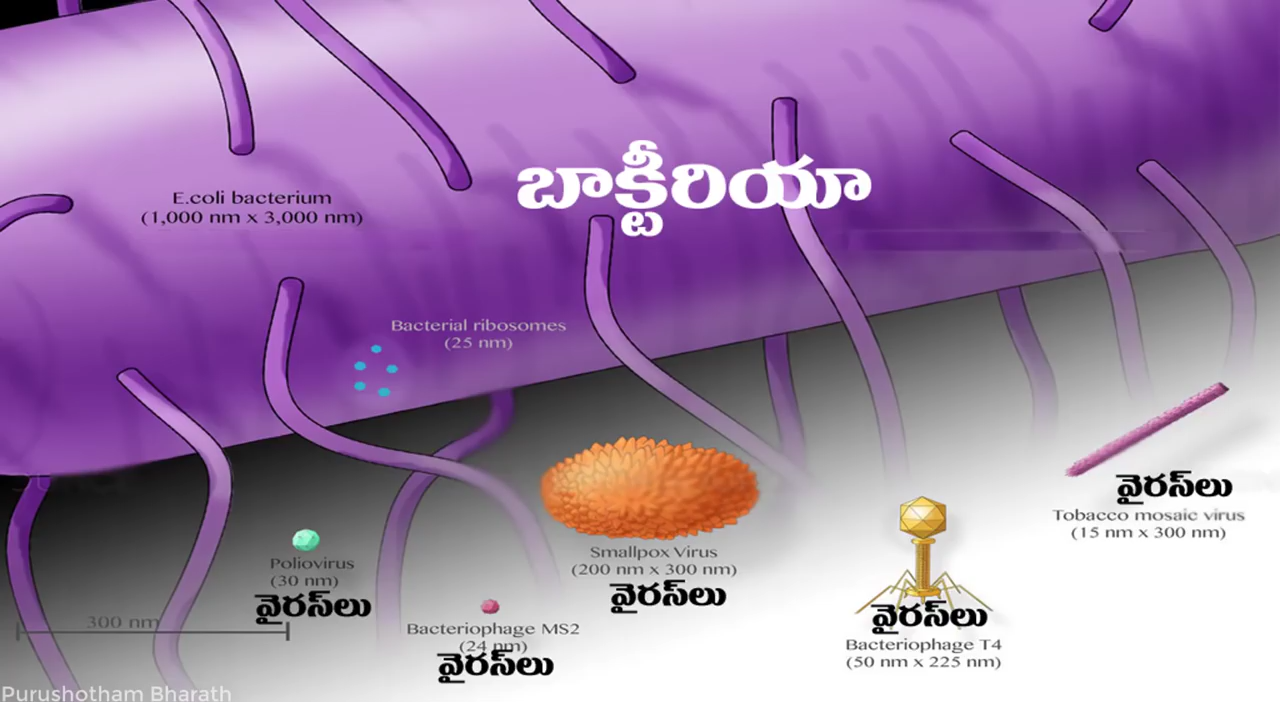 బాక్టీరియా
E.coli bacterium
(1,000 nm x 3,000 nm)
Bacterial ribosomes
(25 nm)
వైరస్‌లు
Tobacco mosaic virus
(15 nm x 300 nm)
Smallpox Virus
(200 nm x 300 nm)
వైరస్‌లు
Poliovirus
(30 nm)
వైరస్‌లు
300 nm
Bacteriophage MS2
(24 nm)
వైరస్‌లు
వైరస్‌లు
Bacteriophage T4
(50 nm x 225 nm)
Purushotham Bharath